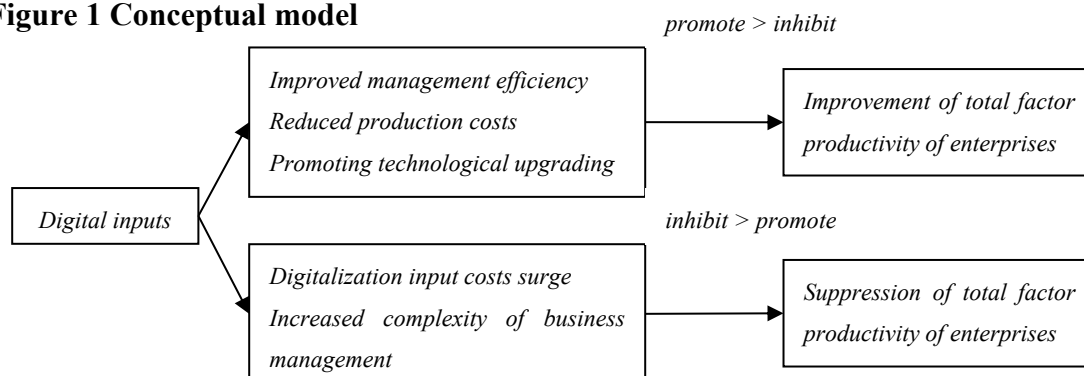 Figure 1 Conceptual model
promote > inhibit
Improved management efficiency
Reduced production costs
Promoting technological upgrading
Improvement of total factor
productivity of enterprises
Digital inputs
inhibit > promote
Digitalization input costs surge
Increased complexity of business
management
Suppression of total factor
productivity of enterprises